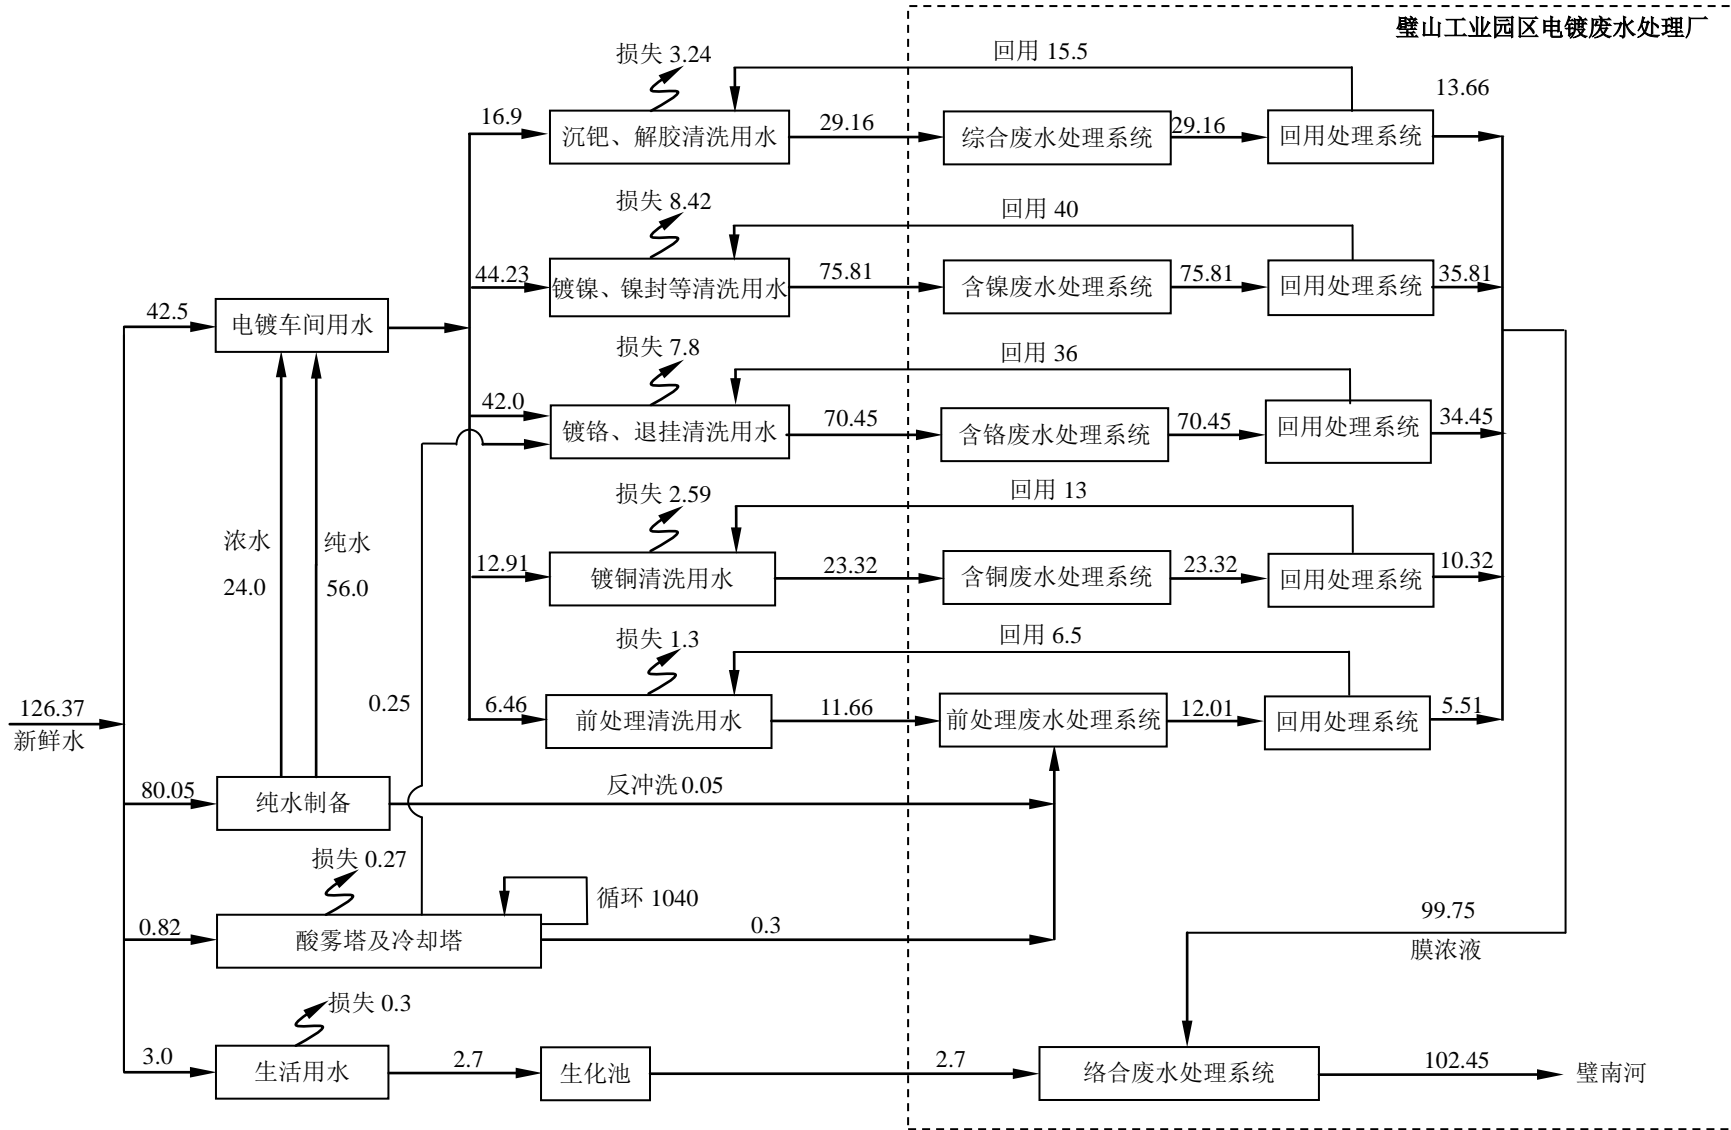 璧山工业园区电镀废水处理厂
损失 3.24
回用 15.5
13.66
16.9
沉钯、解胶清洗用水
29.16
综合废水处理系统
29.16
回用处理系统
损失 8.42
回用 40
44.23
镀镍、镍封等清洗用水
75.81
含镍废水处理系统
75.81
回用处理系统
35.81
42.5
电镀车间用水
损失 7.8
回用 36
42.0
镀铬、退挂清洗用水
70.45
含铬废水处理系统
70.45
回用处理系统
34.45
损失 2.59
回用 13
浓水
24.0
纯水
56.0
12.91
镀铜清洗用水
23.32
含铜废水处理系统
23.32
回用处理系统
10.32
损失 1.3
回用 6.5
0.25
6.46
前处理清洗用水
11.66
前处理废水处理系统
12.01
回用处理系统
5.51
126.37
新鲜水
80.05
纯水制备
反冲洗 0.05
损失 0.27
循环 1040
0.82
酸雾塔及冷却塔
0.3
99.75
膜浓液
损失 0.3
3.0
生活用水
2.7
生化池
2.7
络合废水处理系统
102.45
璧南河